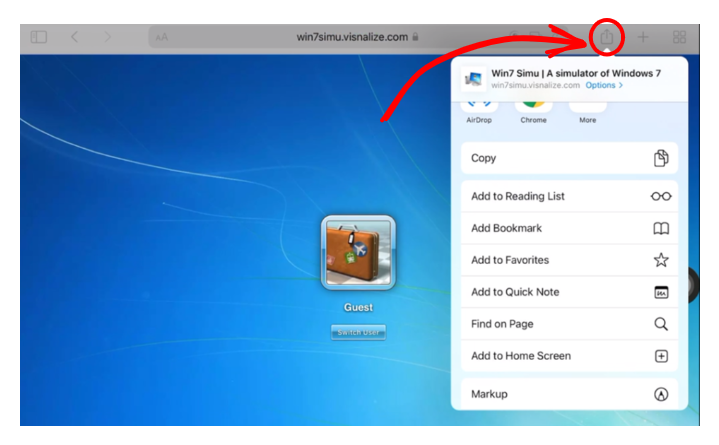 AA
win7simu.visnalize.com
Win7 Simu | A simulator of Windows 7
win7simu.visnalize.com Options >
AirDrop Chrome More
Copy
Add to Reading List
Add Bookmark
Add to Favorites
Add to Quick Note
Find on Page
Add to Home Screen
Markup
Guest
Switch User